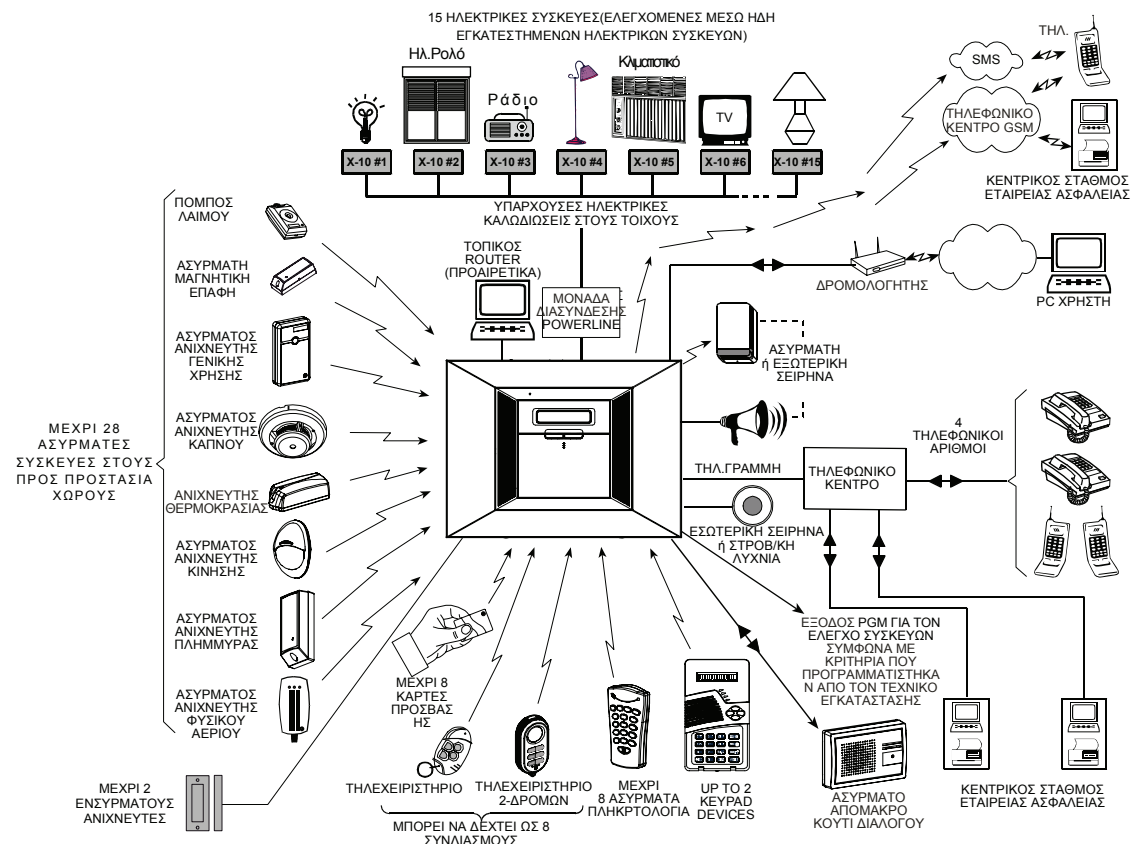 15 ΗΛΕΚΤΡΙΚΕΣ ΣΥΣΚΕΥΕΣ(ΕΛΕΓΧΟΜΕΝΕΣ ΜΕΣΩ ΗΔΗ
ΕΓΚΑΤΕΣΤΗΜΕΝΩΝ ΗΛΕΚΤΡΙΚΩΝ ΣΥΣΚΕΥΩΝ)
Ηλ.Ρολό
Ράδιο
Κλιματιστικό
TV
X-10 #1
X-10 #2
X-10 #3
X-10 #4
X-10 #5
X-10 #6
X-10 #15
ΥΠΑΡΧΟΥΣΕΣ ΗΛΕΚΤΡΙΚΕΣ
ΚΑΛΩΔΙΩΣΕΙΣ ΣΤΟΥΣ ΤΟΙΧΟΥΣ
SMS
ΤΗΛ.
ΤΗΛΕΦΩΝΙΚΟ
ΚΕΝΤΡΟ GSM
ΚΕΝΤΡΙΚΟΣ ΣΤΑΘΜΟΣ
ΕΤΑΙΡΕΙΑΣ ΑΣΦΑΛΕΙΑΣ
ΔΡΟΜΟΛΟΓΗΤΗΣ
PC ΧΡΗΣΤΗ
ΤΟΠΙΚΟΣ
ROUTER
(ΠΡΟΑΙΡΕΤΙΚΑ)
ΜΟΝΑΔΑ
ΔΙΑΣΥΝΔΕΣΗΣ
POWERLINE
ΠΟΜΠΟΣ
ΛΑΙΜΟΥ
ΑΣΥΡΜΑΤΗ
ΜΑΓΝΗΤΙΚΗ
ΕΠΑΦΗ
ΑΣΥΡΜΑΤΟΣ
ΑΝΙΧΝΕΥΤΗΣ
ΓΕΝΙΚΗΣ
ΧΡΗΣΗΣ
ΑΣΥΡΜΑΤΟΣ
ΑΝΙΧΝΕΥΤΗΣ
ΚΑΠΝΟΥ
ΜΕΧΡΙ 28
ΑΣΥΡΜΑΤΕΣ
ΣΥΣΚΕΥΕΣ ΣΤΟΥΣ
ΠΡΟΣ ΠΡΟΣΤΑΣΙΑ
ΧΩΡΟΥΣ
ΑΝΙΧΝΕΥΤΗΣ
ΘΕΡΜΟΚΡΑΣΙΑΣ
ΑΣΥΡΜΑΤΟΣ
ΑΝΙΧΝΕΥΤΗΣ
ΚΙΝΗΣΗΣ
ΑΣΥΡΜΑΤΟΣ
ΑΝΙΧΝΕΥΤΗΣ
ΠΛΗΜΜΥΡΑΣ
ΑΣΥΡΜΑΤΟΣ
ΑΝΙΧΝΕΥΤΗΣ
ΦΥΣΙΚΟΥ
ΑΕΡΙΟΥ
ΜΕΧΡΙ 2
ΕΝΣΥΡΜΑΤΟΥΣ
ΑΝΙΧΝΕΥΤΕΣ
ΑΣΥΡΜΑΤΗ
ή ΕΞΩΤΕΡΙΚΗ
ΣΕΙΡΗΝΑ
ΤΗΛ.ΓΡΑΜΜΗ
ΤΗΛΕΦΩΝΙΚΟ
ΚΕΝΤΡΟ
4
ΤΗΛΕΦΩΝΙΚΟΙ
ΑΡΙΘΜΟΙ
ΕΣΩΤΕΡΙΚΗ ΣΕΙΡΗΝΑ
ή ΣΤΡΟΒ/ΚΗ
ΛΥΧΝΙΑ
ΕΞΟΔΟΣ PGM ΓΙΑ ΤΟΝ
ΕΛΕΓΧΟ ΣΥΣΚΕΥΩΝ
ΣΥΜΦΩΝΑ ΜΕ
ΚΡΙΤΗΡΙΑ ΠΟΥ
ΠΡΟΓΡΑΜΜΑΤΙΣΤΗΚΑ
Ν ΑΠΟ ΤΟΝ ΤΕΧΝΙΚΟ
ΕΓΚΑΤΑΣΤΑΣΗΣ
ΜΕΧΡΙ 8
ΚΑΡΤΕΣ
ΠΡΟΣΒΑΣ
ΗΣ
ΤΗΛΕΧΕΙΡΙΣΤΗΡΙΟ
ΤΗΛΕΧΕΙΡΙΣΤΗΡΙΟ
2-ΔΡΟΜΩΝ
ΜΠΟΡΕΙ ΝΑ ΔΕΧΤΕΙ ΩΣ 8
ΣΥΝΛΙΑΣΜΟΥΣ
ΜΕΧΡΙ
8 ΑΣΥΡΜΑΤΑ
ΠΛΗΚΡΤΟΛΟΓΙΑ
UP TO 2
KEYPAD
DEVICES
ΑΣΥΡΜΑΤΟ
ΑΠΟΜΑΚΡΟ
ΚΟΥΤΙ ΔΙΑΛΟΓΟΥ
ΚΕΝΤΡΙΚΟΣ ΣΤΑΘΜΟΣ
ΕΤΑΙΡΕΙΑΣ ΑΣΦΑΛΕΙΑΣ